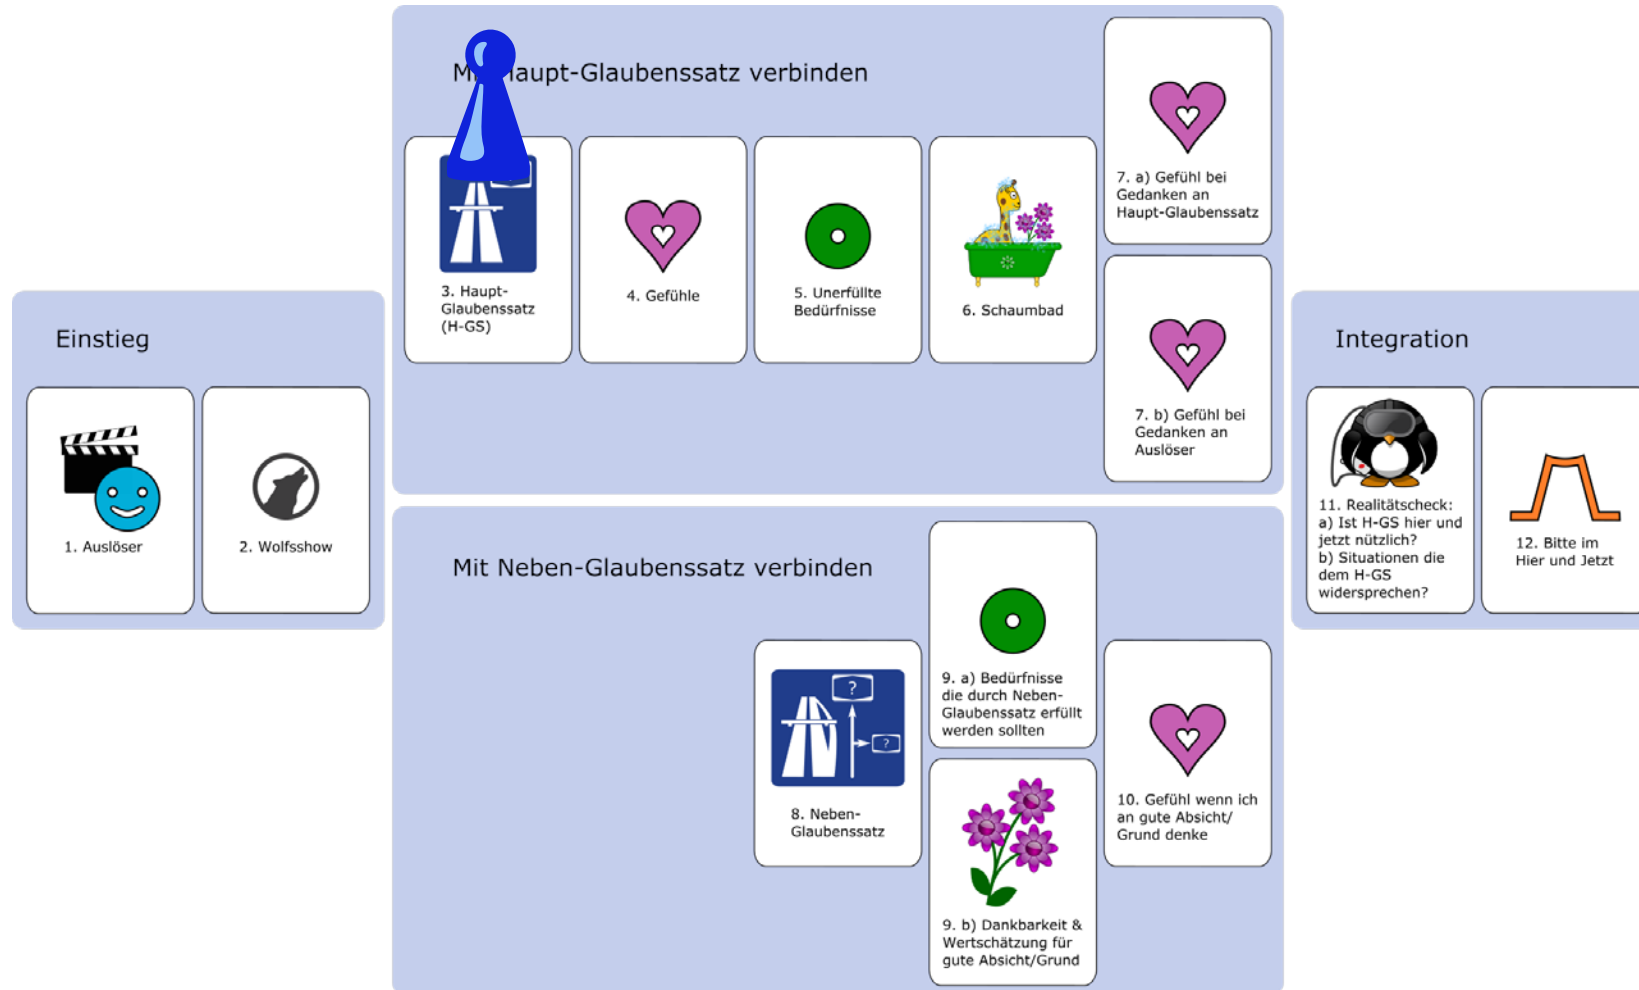 Einstieg
1. Auslöser
2. Wolfsshow
Haupt-Glaubenssatz verbinden
3. Haupt-
Glaubenssatz
(H-GS)
4. Gefühle
5. Unerfüllte
Bedürfnisse
6. Schaumbad
7. a) Gefühl bei
Gedanken an
Haupt-Glaubenssatz
7. b) Gefühl bei
Gedanken an
Auslöser
Mit Neben-Glaubenssatz verbinden
?
?
8. Neben-
Glaubenssatz
9. a) Bedürfnisse
die durch Neben-
Glaubenssatz erfüllt
werden sollten
9. b) Dankbarkeit &
Wertschätzung für
gute Absicht/Grund
10. Gefühl wenn ich
an gute Absicht/
Grund denke
Integration
11. Realitätscheck:
a) Ist H-GS hier und
jetzt nützlich?
b) Situationen die
dem H-GS
widersprechen?
12. Bitte im
Hier und Jetzt